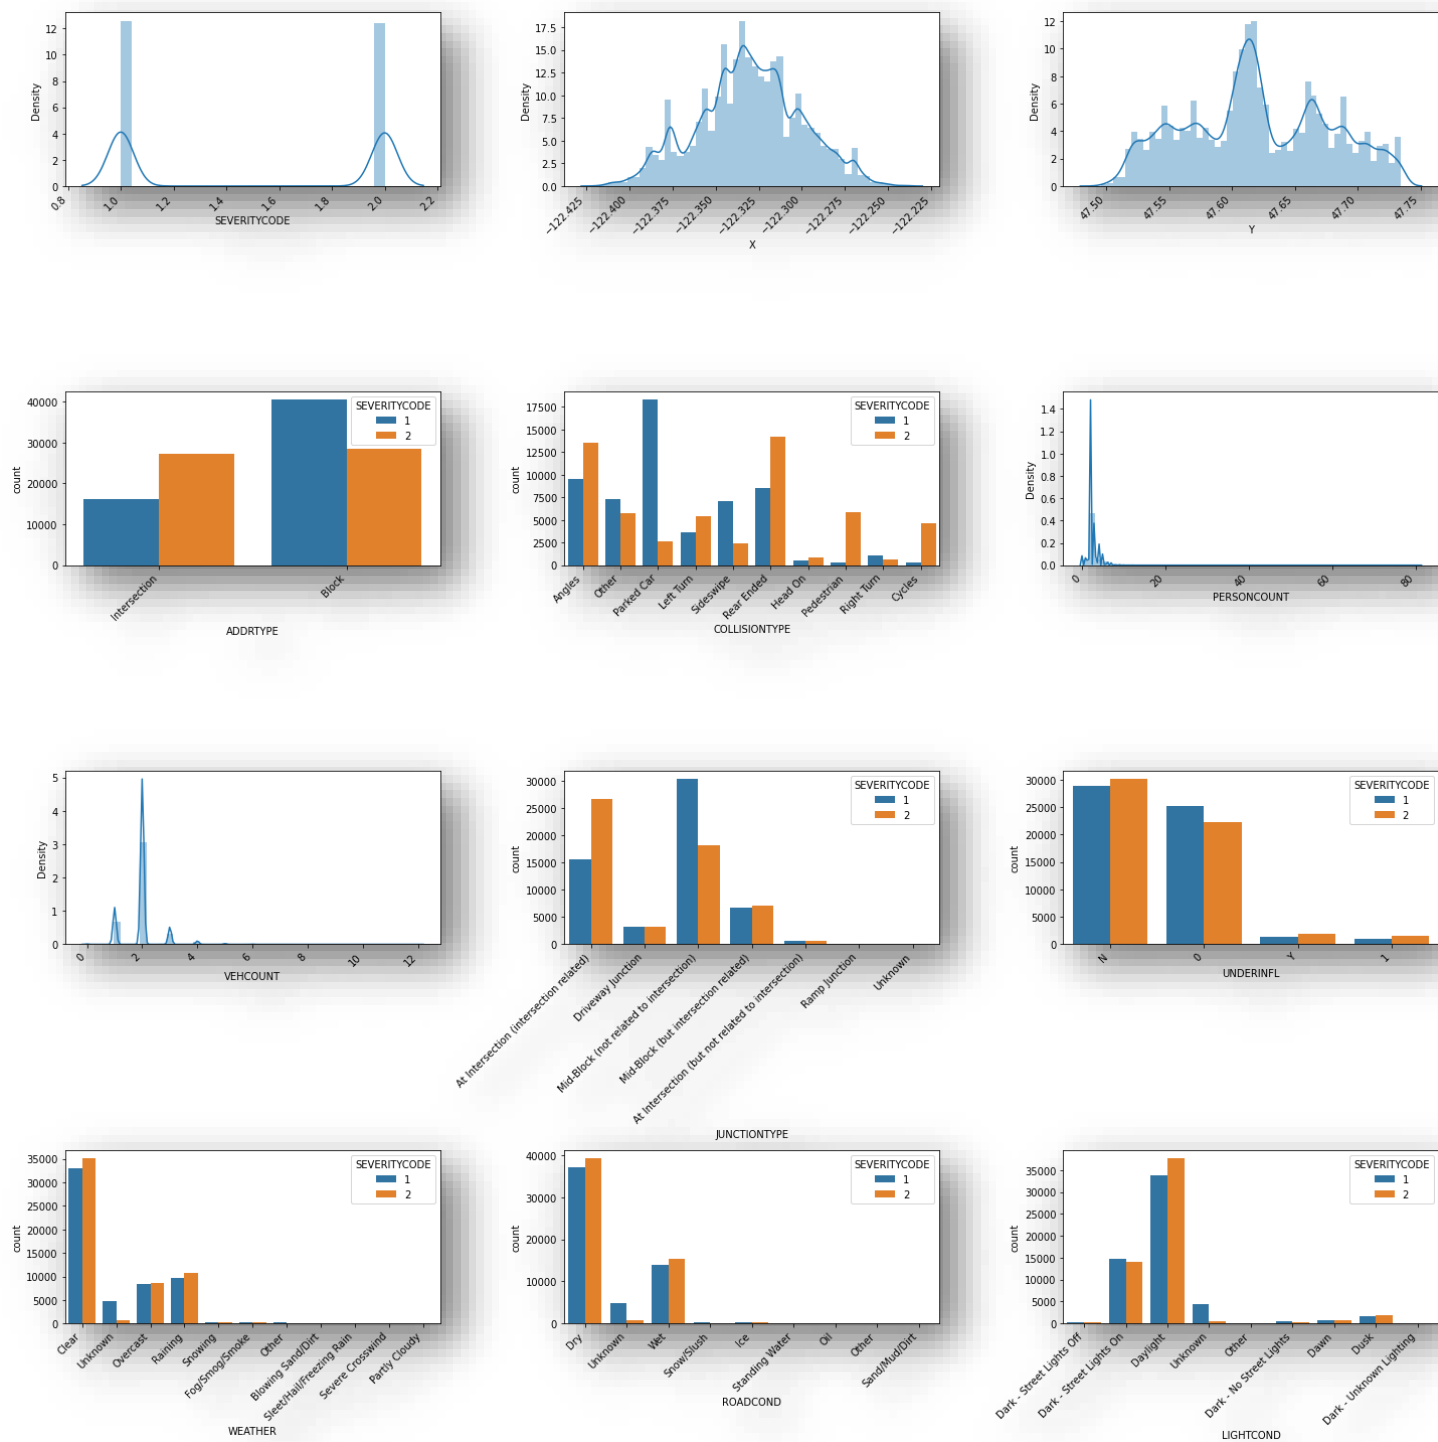 12
10
8
6
4
2
0
Density
0.8
1.0
1.2
1.4
1.6
1.8
2.0
2.2
SEVERITYCODE
17.5
15.0
12.5
10.0
7.5
5.0
2.5
0.0
Density
−122.425
−122.400
−122.375
−122.350
−122.325
−122.300
−122.275
−122.250
−122.225
X
12
10
8
6
4
2
0
Density
47.50
47.55
47.60
47.65
47.70
47.75
Y
40000
30000
20000
10000
0
count
SEVERITYCODE
1
2
Intersection
Block
ADDRTYPE
17500
15000
12500
10000
7500
5000
2500
0
count
SEVERITYCODE
1
2
Angles
Other
Parked Car
Left Turn
Sideswipe
Rear Ended
Head On
Pedestrian
Right Turn
Cycles
COLLISIONTYPE
1.4
1.2
1.0
0.8
0.6
0.4
0.2
0.0
Density
0
20
40
60
80
PERSONCOUNT
5
4
3
2
1
0
Density
0
2
4
6
8
10
12
VEHCOUNT
30000
25000
20000
15000
10000
5000
0
count
SEVERITYCODE
1
2
At Intersection (intersection related)
Driveway Junction
Mid-Block (not related to intersection)
Mid-Block (but intersection related)
At Intersection (but not related to intersection)
Ramp Junction
Unknown
JUNCTIONTYPE
30000
25000
20000
15000
10000
5000
0
count
SEVERITYCODE
1
2
N
0
Y
1
UNDERINFL
35000
30000
25000
20000
15000
10000
5000
0
count
SEVERITYCODE
1
2
Clear
Unknown
Overcast
Raining
Snowing
Fog/Smog/Smoke
Other
Blowing Sand/Dirt
Sleet/Hail/Freezing Rain
Severe Crosswind
Partly Cloudy
WEATHER
40000
30000
20000
10000
0
count
SEVERITYCODE
1
2
Dry
Unknown
Wet
Snow/Slush
Ice
Standing Water
Oil
Other
Sand/Mud/Dirt
ROADCOND
35000
30000
25000
20000
15000
10000
5000
0
count
SEVERITYCODE
1
2
Dark - Street Lights Off
Dark - Street Lights On
Daylight
Unknown
Other
Dark - No Street Lights
Dawn
Dusk
Dark - Unknown Lighting
LIGHTCOND